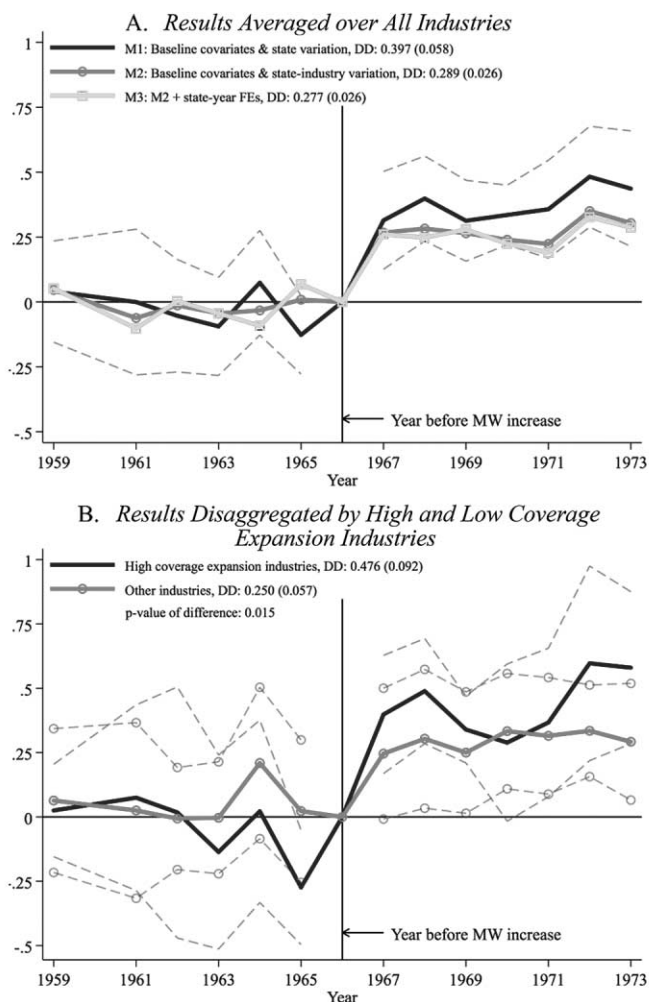 A. Results Averaged over All Industries
1
M1: Baseline covariates & state variation, DD: 0.397 (0.058)
M2: Baseline covariates & state-industry variation, DD: 0.289 (0.026)
M3: M2 + state-year FEs, DD: 0.277 (0.026)
.75
.5
.25
0
-.25
-.5
Year before MW increase
1959 1961 1963 1965 1967 1969 1971 1973
Year
B. Results Disaggregated by High and Low Coverage
Expansion Industries
1
High coverage expansion industries, DD: 0.476 (0.092)
Other industries, DD: 0.250 (0.057)
p-value of difference: 0.015
.75
.5
.25
0
-.25
-.5
Year before MW increase
1959 1961 1963 1965 1967 1969 1971 1973
Year